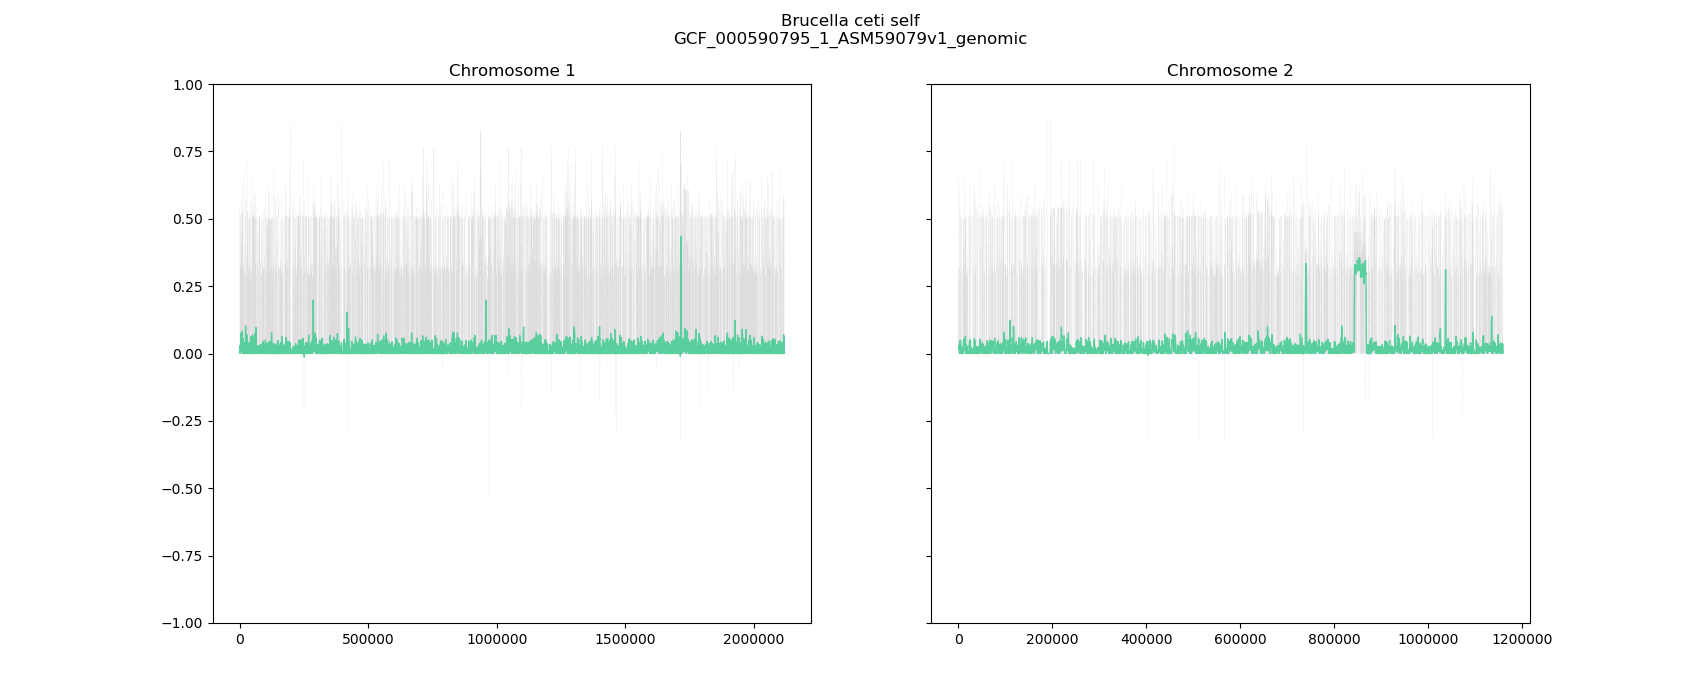 Brucella ceti self
GCF_000590795_1_ASM59079v1_genomic
Chromosome 1
Chromosome 2
1.00
0.75
0.50
0.25
0.00
−0.25
−0.50
−0.75
−1.00
0 500000 1000000 1500000 2000000
0 200000 400000 600000 800000 1000000 1200000